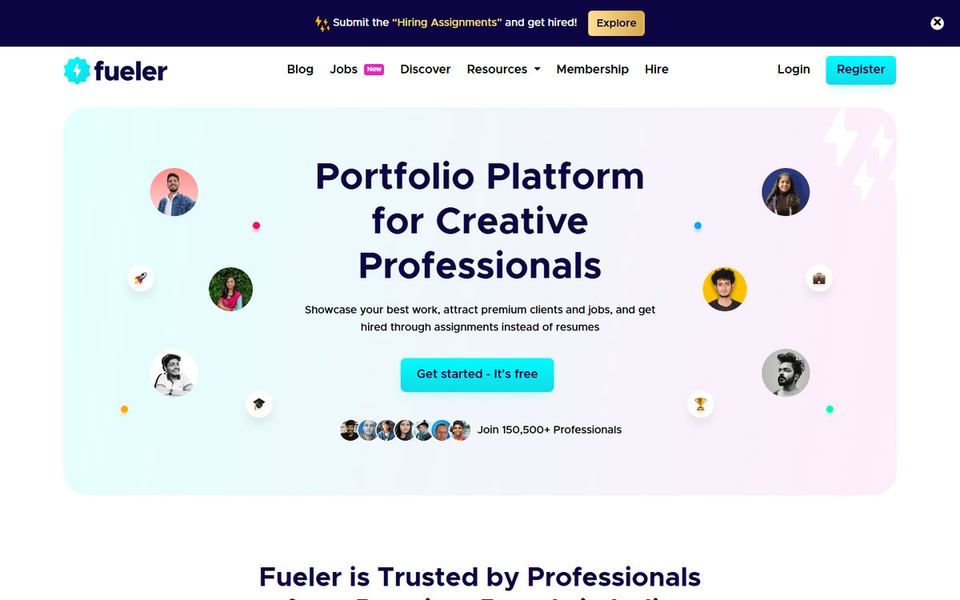 Submit the “Hiring Assignments” and get hired!
Explore
fueler
Blog
Jobs
New
Discover
Resources
Membership
Hire
Login
Register
Portfolio Platform
for Creative
Professionals
Showcase your best work, attract premium clients and jobs, and get
hired through assignments instead of resumes
Get started - It's free
Join 150,500+ Professionals
Fueler is Trusted by Professionals